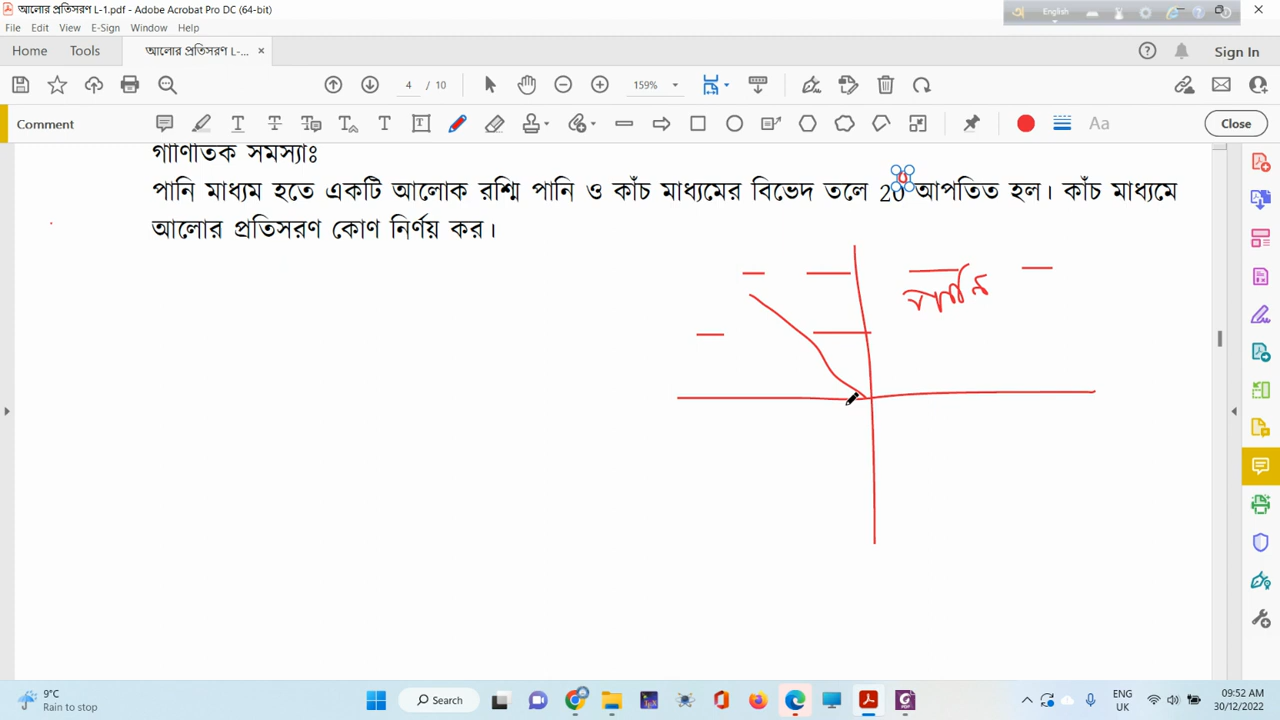 আলোর প্রতিসরণ L-1.pdf - Adobe Acrobat Pro DC (64-bit)
English
File Edit View E-Sign Window Help
Home Tools আলোর প্রতিসরণ L-... × Sign In
4 / 10 159%
Comment Aa Close
গাণিতিক সমস্যাঃ
পানি মাধ্যম হতে একটি আলোক রশ্মি পানি ও কাঁচ মাধ্যমের বিভেদ তলে 20 আপতিত হল। কাঁচ মাধ্যমে
আলোর প্রতিসরণ কোণ নির্ণয় কর।
পানি
9°C
Rain to stop
Search
ENG
UK
09:52 AM
30/12/2022